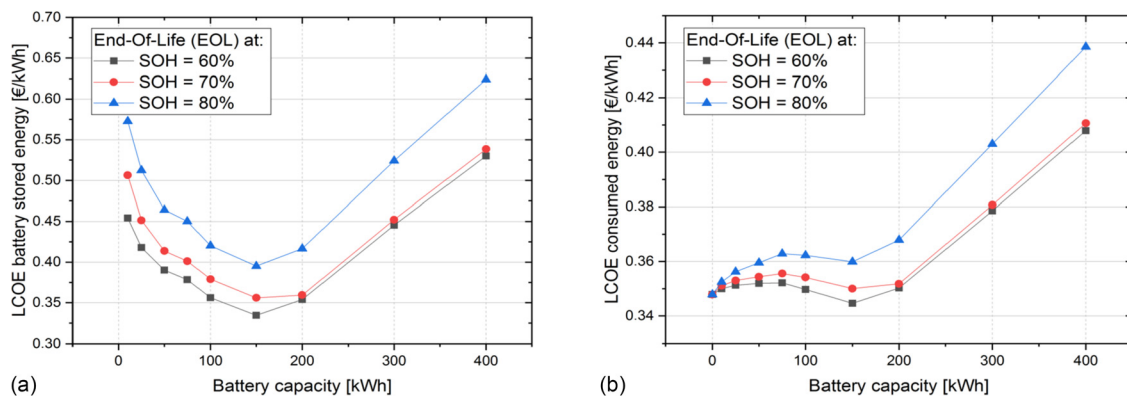 0.70
0.65
0.60
0.55
0.50
0.45
0.40
0.35
0.30
LCOE battery stored energy [€/kWh]
End-Of-Life (EOL) at:
SOH = 60%
SOH = 70%
SOH = 80%
0 100 200 300 400
Battery capacity [kWh]
(a)
0.44
0.42
0.40
0.38
0.36
0.34
LCOE consumed energy [€/kWh]
End-Of-Life (EOL) at:
SOH = 60%
SOH = 70%
SOH = 80%
0 100 200 300 400
Battery capacity [kWh]
(b)